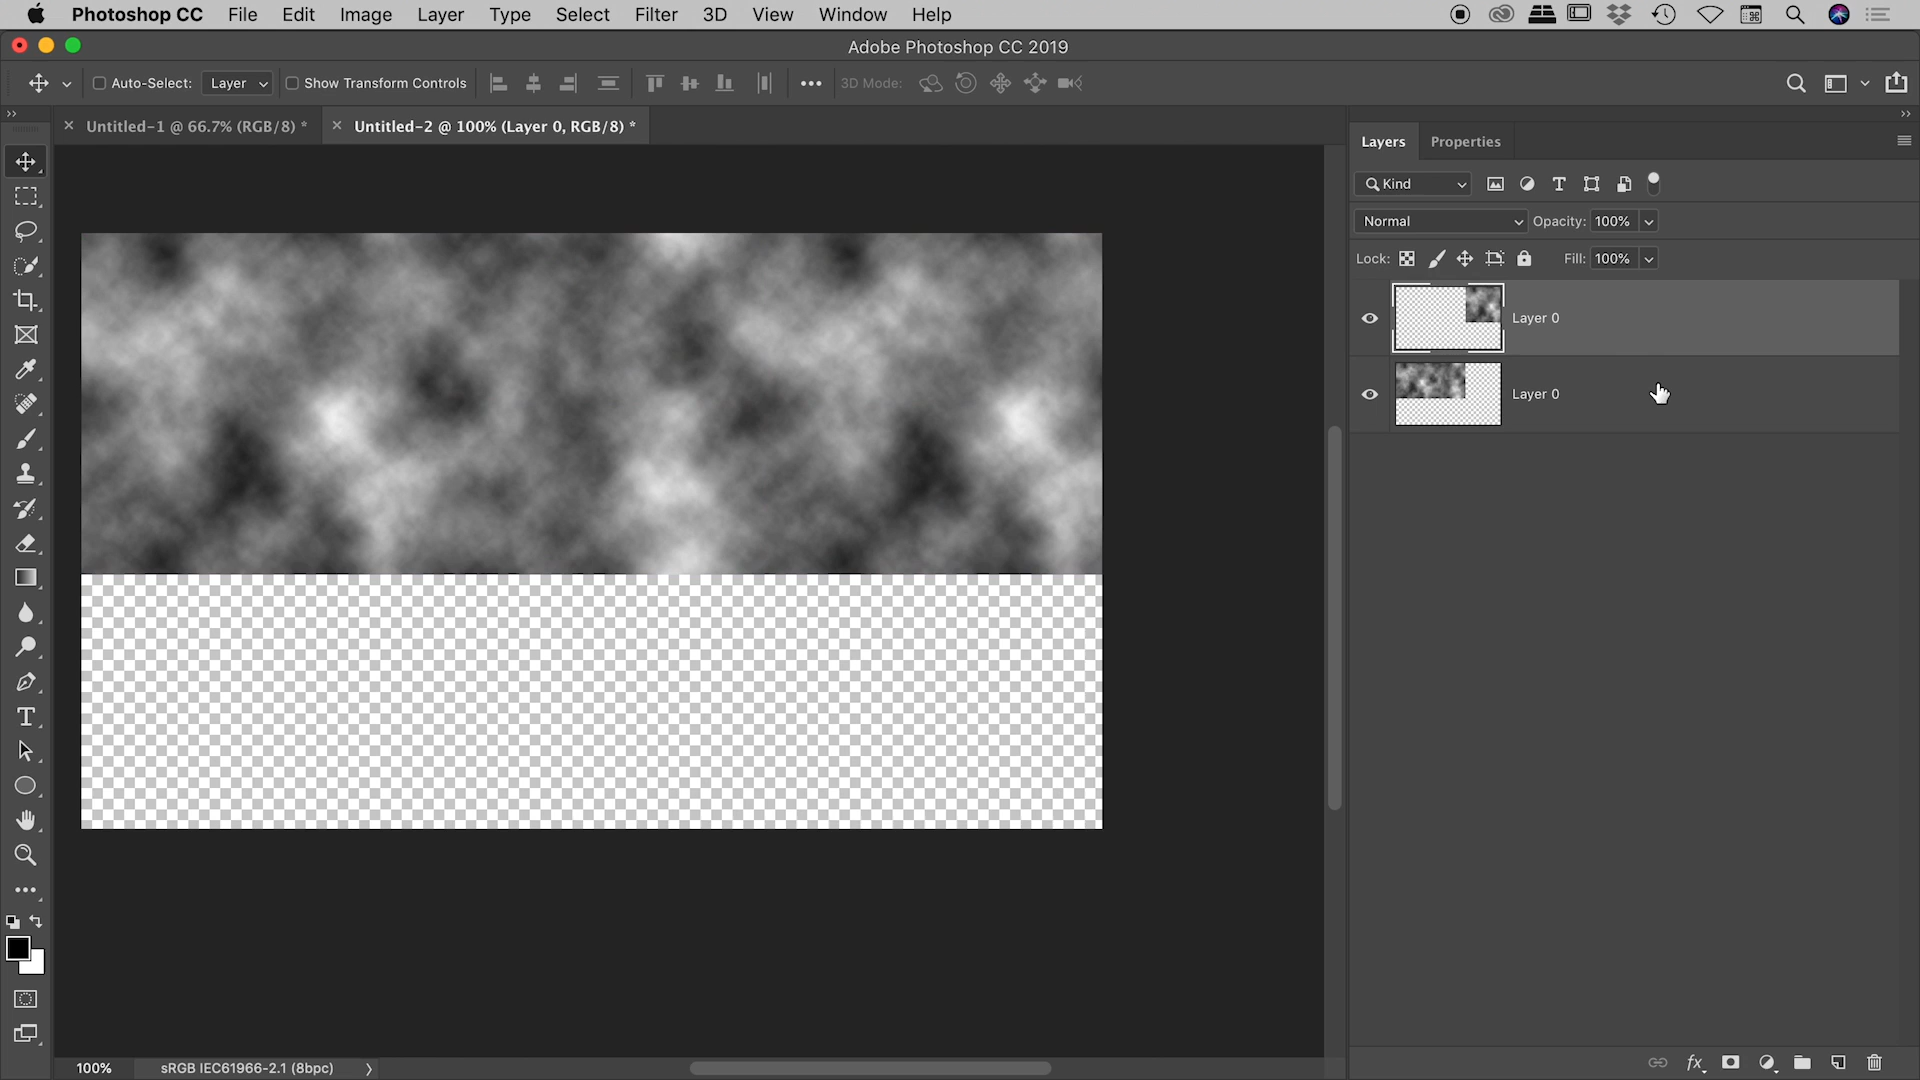 Photoshop CC File Edit Image Layer Type Select Filter 3D View Window Help
Adobe Photoshop CC 2019
Auto-Select: Layer Show Transform Controls 3D Mode:
Untitled-1 @ 66.7% (RGB/8) * Untitled-2 @ 100% (Layer 0, RGB/8) *
Layers Properties
Kind
Normal Opacity: 100%
Lock: Fill: 100%
Layer 0
Layer 0
100% sRGB IEC61966-2.1 (8bpc)
fx